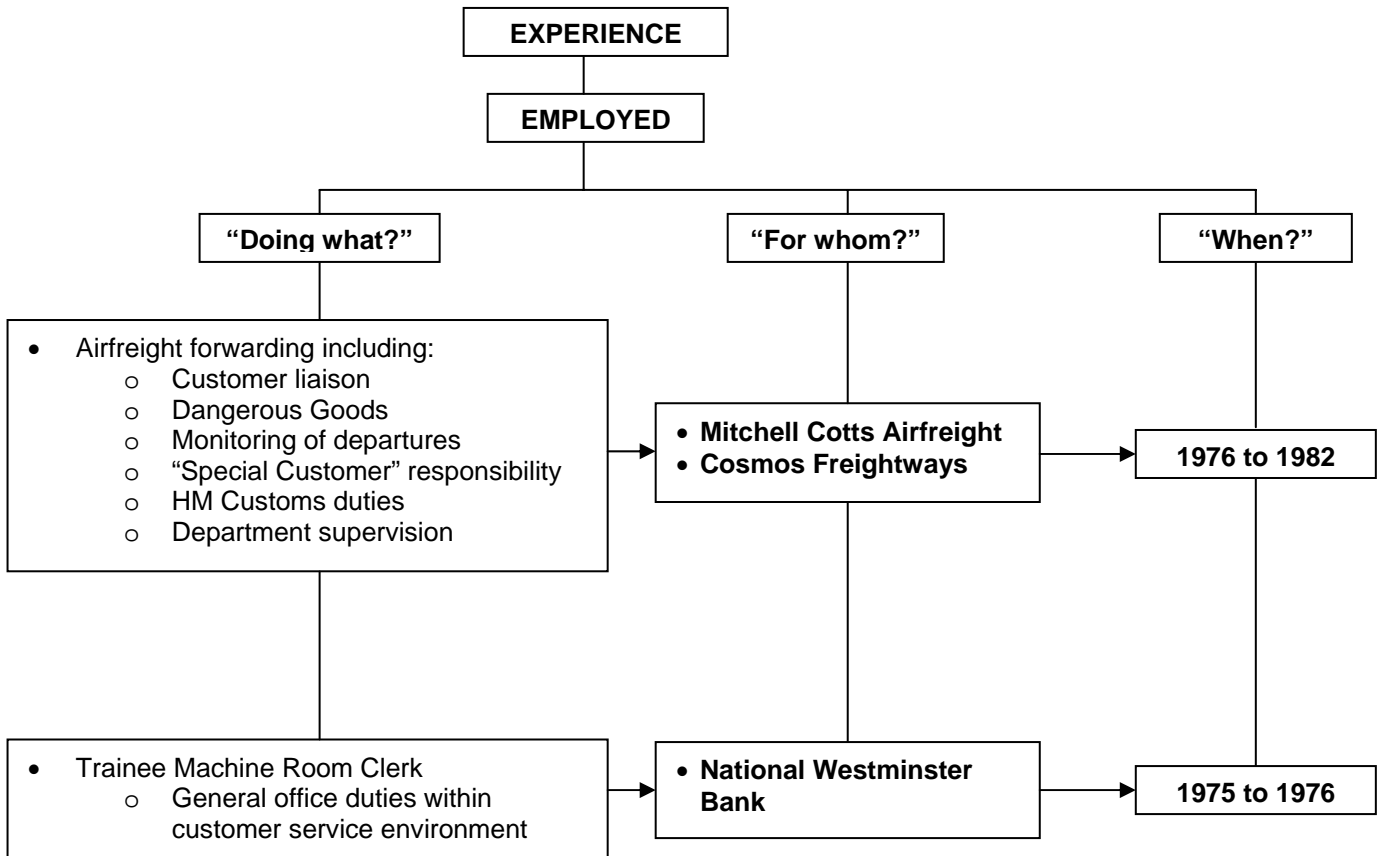 EXPERIENCE
EMPLOYED
“Doing what?”
“For whom?”
“When?”
• Airfreight forwarding including:
o Customer liaison
o Dangerous Goods
o Monitoring of departures
o “Special Customer” responsibility
o HM Customs duties
o Department supervision
• Mitchell Cotts Airfreight
• Cosmos Freightways
1976 to 1982
• Trainee Machine Room Clerk
o General office duties within
customer service environment
• National Westminster
Bank
1975 to 1976